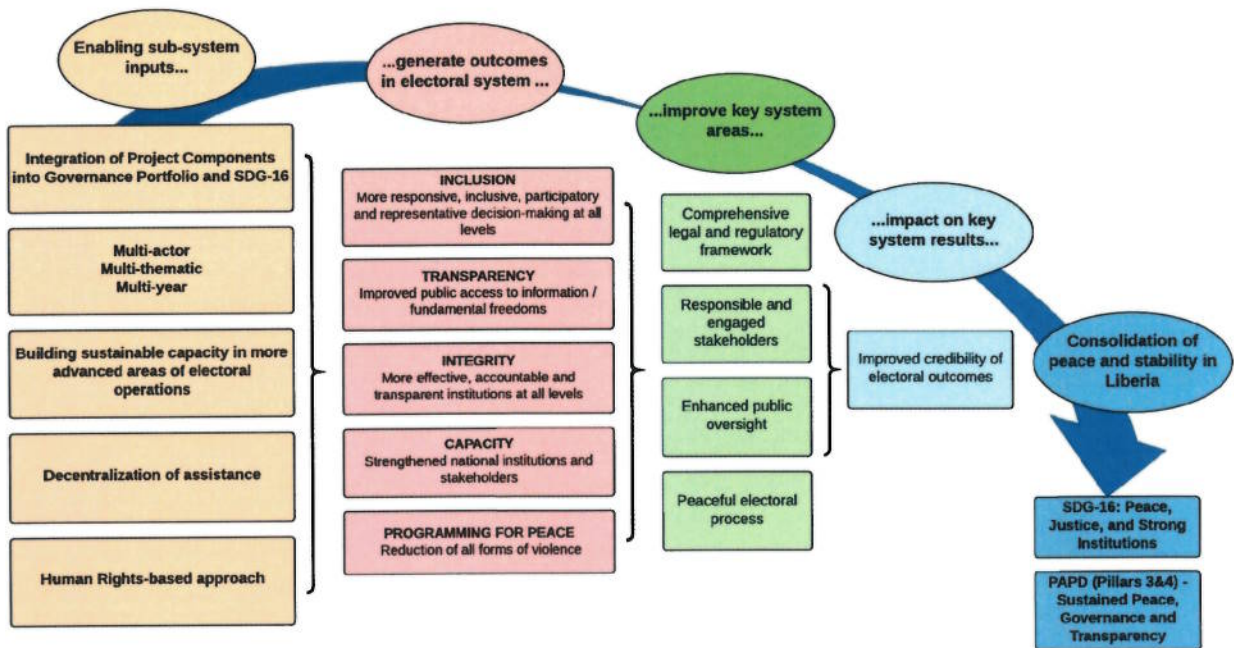 Enabling sub-system
inputs...
...generate outcomes
in electoral system ...
...improve key system
areas...
...impact on key
system results...
Consolidation of
peace and stability in
Liberia
Integration of Project Components
into Governance Portfolio and SDG-16
Multi-actor
Multi-thematic
Multi-year
Building sustainable capacity in more
advanced areas of electoral
operations
Decentralization of assistance
Human Rights-based approach
INCLUSION
More responsive, inclusive, participatory
and representative decision-making at all
levels
TRANSPARENCY
Improved public access to information /
fundamental freedoms
INTEGRITY
More effective, accountable and
transparent institutions at all levels
CAPACITY
Strengthened national institutions and
stakeholders
PROGRAMMING FOR PEACE
Reduction of all forms of violence
Comprehensive
legal and regulatory
framework
Responsible and
engaged
stakeholders
Enhanced public
oversight
Peaceful electoral
process
Improved credibility of
electoral outcomes
SDG-16: Peace,
Justice, and Strong
Institutions
PAPD (Pillars 3&4) -
Sustained Peace,
Governance and
Transparency